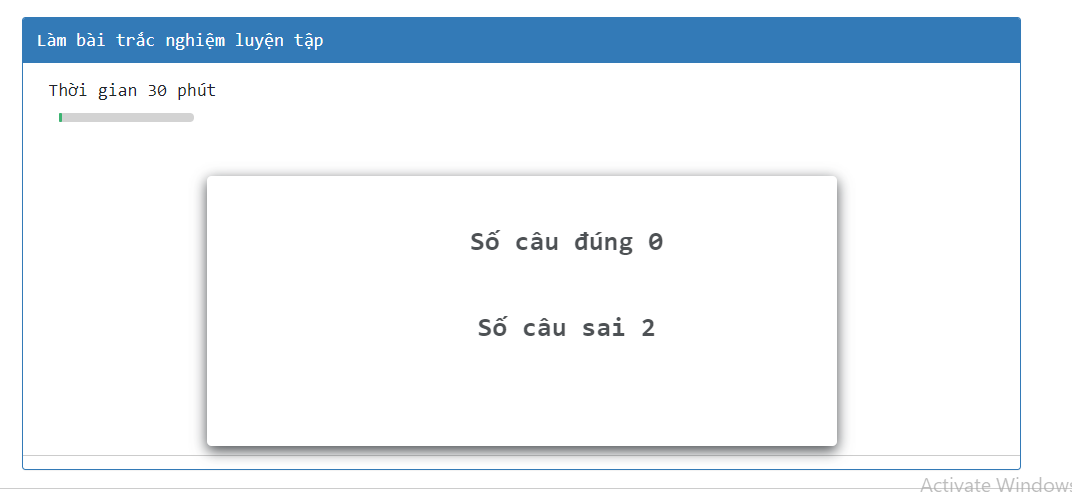 Làm bài trắc nghiệm luyện tập
Thời gian 30 phút
Số câu đúng 0
Số câu sai 2
Activate Windows